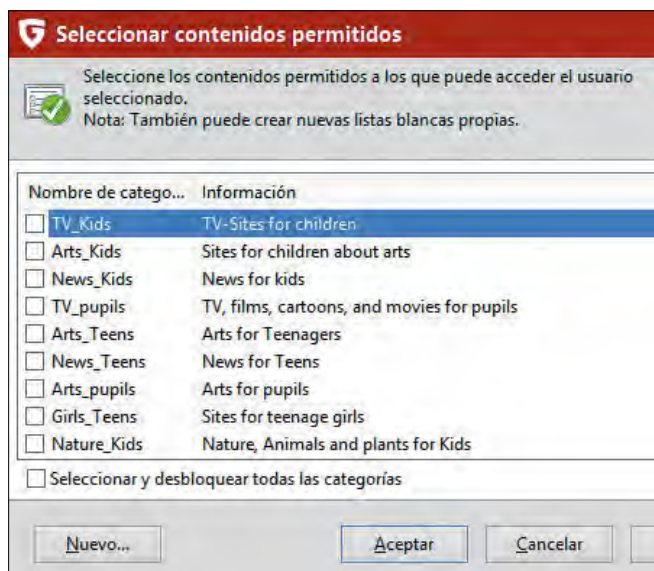 Seleccionar contenidos permitidos
Seleccione los contenidos permitidos a los que puede acceder el usuario
seleccionado.
Nota: También puede crear nuevas listas blancas propias.
Nombre de catego... Información
TV_Kids TV-Sites for children
Arts_Kids Sites for children about arts
News_Kids News for kids
TV_pupils TV, films, cartoons, and movies for pupils
Arts_Teens Arts for Teenagers
News_Teens News for Teens
Arts_pupils Arts for pupils
Girls_Teens Sites for teenage girls
Nature_Kids Nature, Animals and plants for Kids
Seleccionar y desbloquear todas las categorías
Nuevo... Aceptar Cancelar